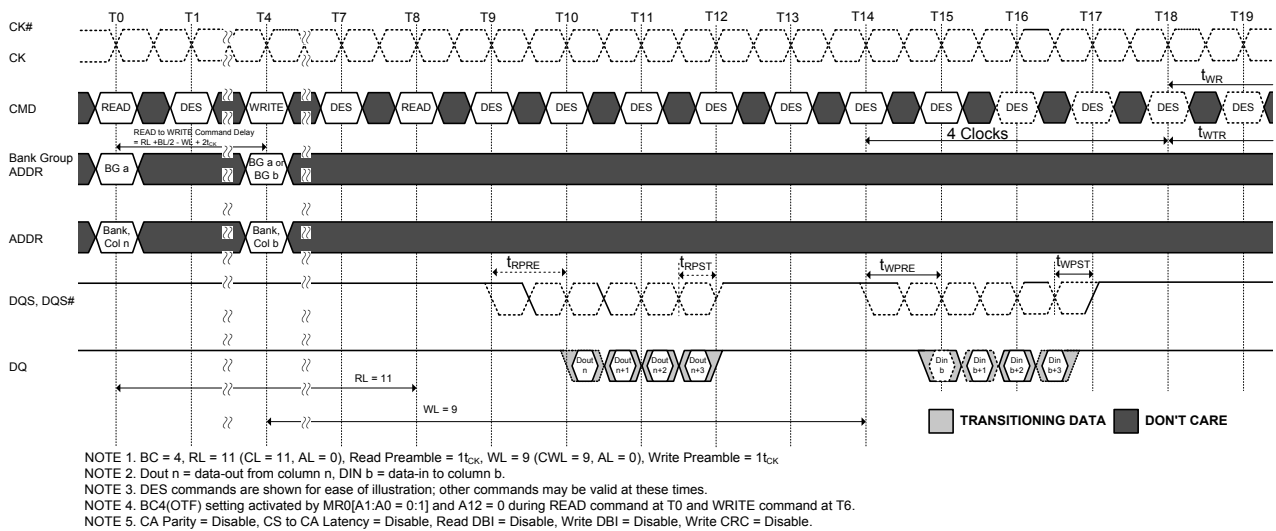 T0 T1 T4 T7 T8 T9 T10 T11 T12 T13 T14 T15 T16 T17 T18 T19
CK#
CK
tWR
CMD READ DES WRITE DES READ DES DES DES DES DES DES DES DES DES DES DES
READ to WRITE Command Delay
= RL +BL/2 - WL + 2tCK
4 Clocks
tWTR
Bank Group
ADDR
BG a
BG a or
BG b
ADDR
Bank,
Col n
Bank,
Col b
tRPRE tRPST tWPRE tWPST
DQS, DQS#
DQ
Dout
n
Dout
n+1
Dout
n+2
Dout
n+3
Din
b
Din
b+1
Din
b+2
Din
b+3
RL = 11
WL = 9
TRANSITIONING DATA DON'T CARE
NOTE 1. BC = 4, RL = 11 (CL = 11, AL = 0), Read Preamble = 1tCK, WL = 9 (CWL = 9, AL = 0), Write Preamble = 1tCK
NOTE 2. Dout n = data-out from column n, DIN b = data-in to column b.
NOTE 3. DES commands are shown for ease of illustration; other commands may be valid at these times.
NOTE 4. BC4(OTF) setting activated by MR0[A1:A0 = 0:1] and A12 = 0 during READ command at T0 and WRITE command at T6.
NOTE 5. CA Parity = Disable, CS to CA Latency = Disable, Read DBI = Disable, Write DBI = Disable, Write CRC = Disable.